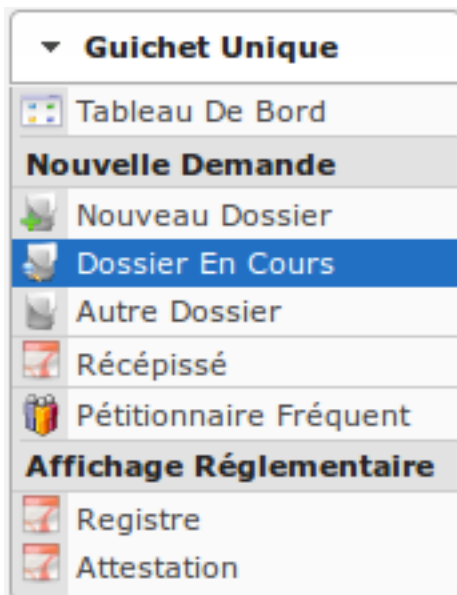 Guichet Unique
Tableau De Bord
Nouvelle Demande
Nouveau Dossier
Dossier En Cours
Autre Dossier
Récépissé
Pétitionnaire Fréquent
Affichage Réglementaire
Registre
Attestation